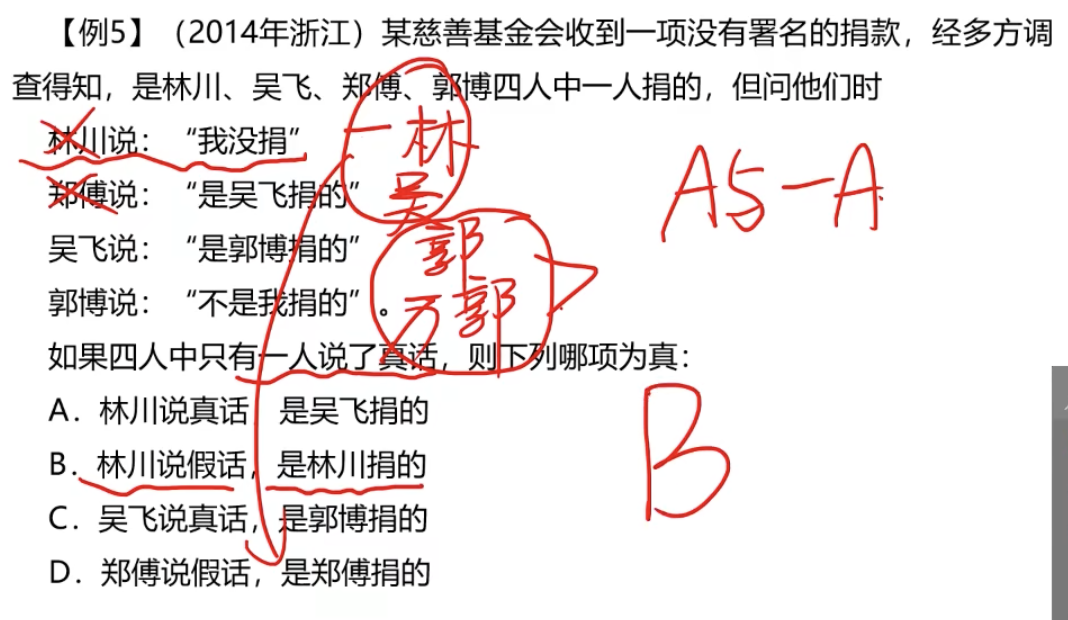 【例5】（2014年浙江）某慈善基金会收到一项没有署名的捐款，经多方调
查得知，是林川、吴飞、郑傅、郭博四人中一人捐的，但问他们时
林川说：“我没捐” 一林
郑傅说：“是吴飞捐的” 吴
吴飞说：“是郭博捐的” 郭
郭博说：“不是我捐的”。 郭
A与一A
如果四人中只有一人说了真话，则下列哪项为真：
A．林川说真话，是吴飞捐的
B．林川说假话，是林川捐的
C．吴飞说真话，是郭博捐的
D．郑傅说假话，是郑傅捐的
B